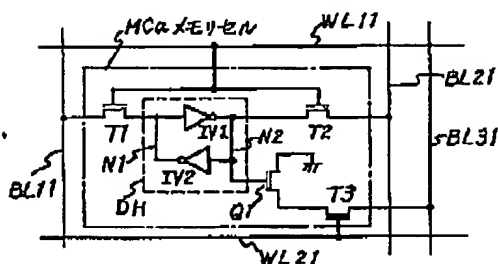 MCaメモリセル
WL11
BL21
T1
IV1
N2
T2
BL31
N1
IV2
BL11
DH
Q1
T3
WL21